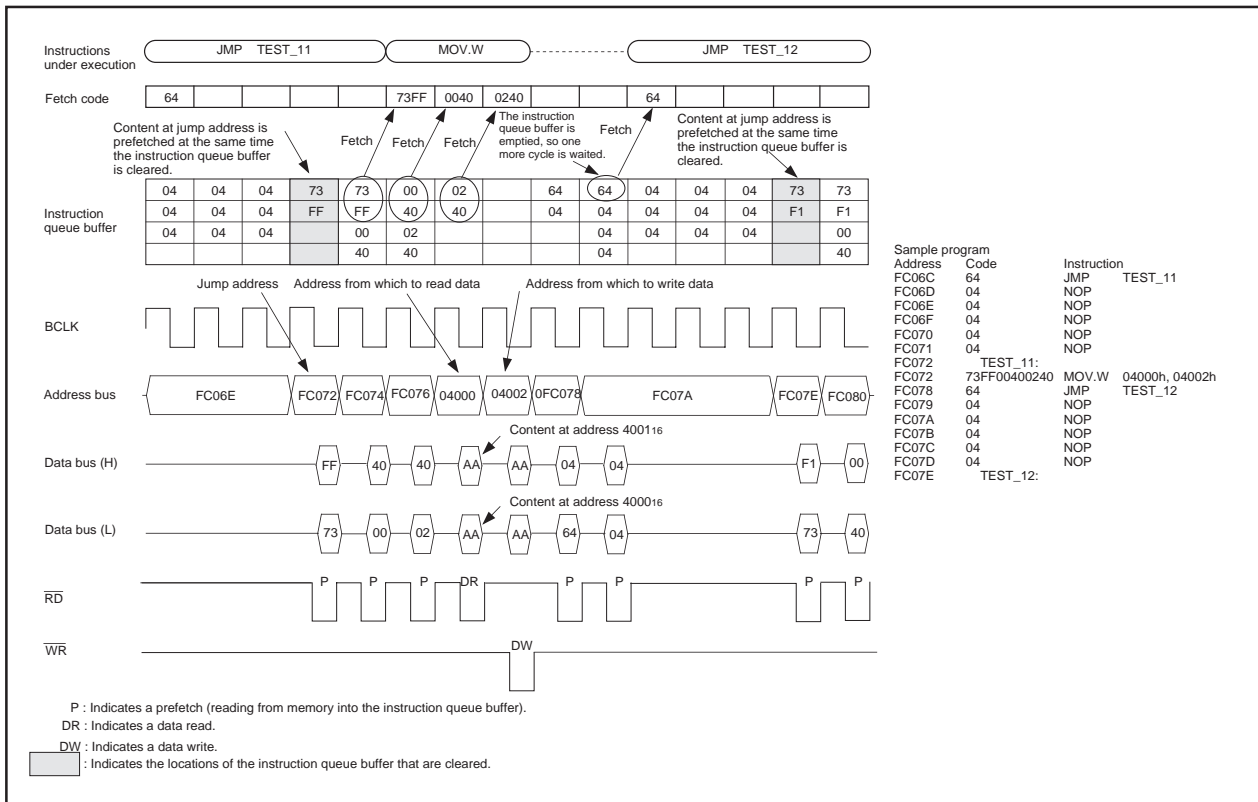 Instructions under execution
JMP TEST_11
MOV.W
JMP TEST_12
Fetch code
64
73FF
0040
0240
64
Content at jump address is
prefetched at the same time
the instruction queue buffer
is cleared.
Fetch
Fetch
Fetch
The instruction
queue buffer is
emptied, so one
more cycle is waited.
Fetch
Content at jump address is
prefetched at the same time
the instruction queue buffer is
cleared.
Instruction
queue buffer
04 04 04 73 73 00 02 64 64 04 04 04 73 73
04 04 04 FF FF 40 40 04 04 04 04 04 F1 F1
04 04 04 00 02 04 04 04 04 00
40 40 04 40
Jump address
Address from which to read data
Address from which to write data
BCLK
Address bus
FC06E FC072 FC074 FC076 04000 04002 0FC078 FC07A FC07E FC080
Content at address 4001₁₆
Data bus (H)
FF 40 40 AA AA 04 04 F1 00
Content at address 4000₁₆
Data bus (L)
73 00 02 AA AA 64 04 73 40
RD
P P P DR P P P P
WR
DW
P : Indicates a prefetch (reading from memory into the instruction queue buffer).
DR : Indicates a data read.
DW : Indicates a data write.
: Indicates the locations of the instruction queue buffer that are cleared.
Sample program
Address Code Instruction
FC06C 64 JMP TEST_11
FC06D 04 NOP
FC06E 04 NOP
FC06F 04 NOP
FC070 04 NOP
FC071 04 NOP
FC072 TEST_11:
FC072 73FF00400240 MOV.W 04000h, 04002h
FC078 64 JMP TEST_12
FC079 04 NOP
FC07A 04 NOP
FC07B 04 NOP
FC07C 04 NOP
FC07D 04 NOP
FC07E TEST_12: